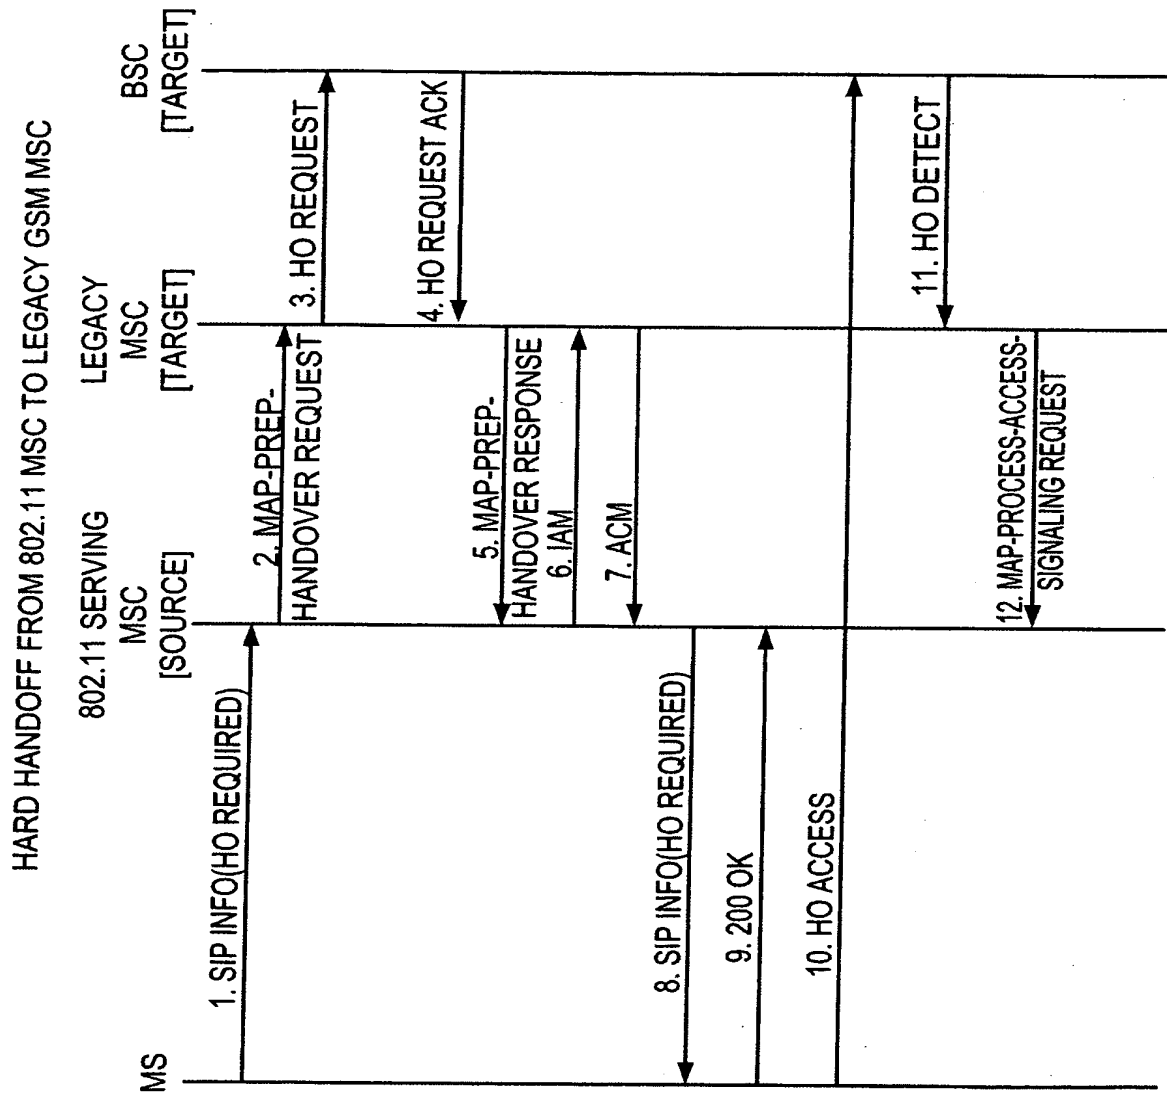 HARD HANDOFF FROM 802.11 MSC TO LEGACY GSM MSC
MS
802.11 SERVING
MSC
[SOURCE]
LEGACY
MSC
[TARGET]
BSC
[TARGET]
1. SIP INFO(HO REQUIRED)
2. MAP-PREP-
HANDOVER REQUEST
3. HO REQUEST
4. HO REQUEST ACK
5. MAP-PREP-
HANDOVER RESPONSE
6. IAM
7. ACM
8. SIP INFO(HO REQUIRED)
9. 200 OK
10. HO ACCESS
11. HO DETECT
12. MAP-PROCESS-ACCESS-
SIGNALING REQUEST